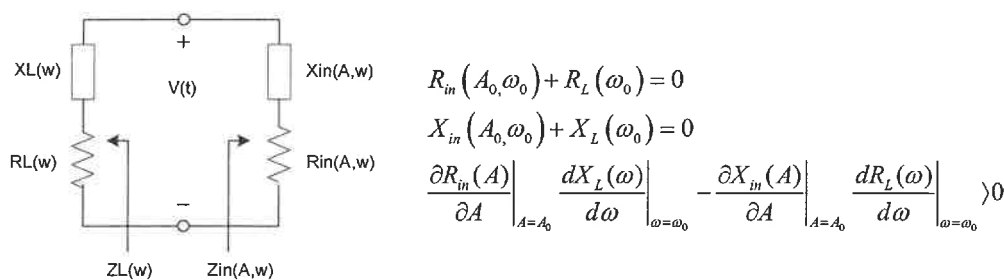 XL(w)
+
V(t)
Xin(A,w)
RL(w)
Rin(A,w)
−
ZL(w)
Zin(A,w)
R_in(A_0,ω_0) + R_L(ω_0) = 0
X_in(A_0,ω_0) + X_L(ω_0) = 0
∂R_in(A)/∂A |_{A=A_0} dX_L(ω)/dω |_{ω=ω_0} − ∂X_in(A)/∂A |_{A=A_0} dR_L(ω)/dω |_{ω=ω_0} ⟩0